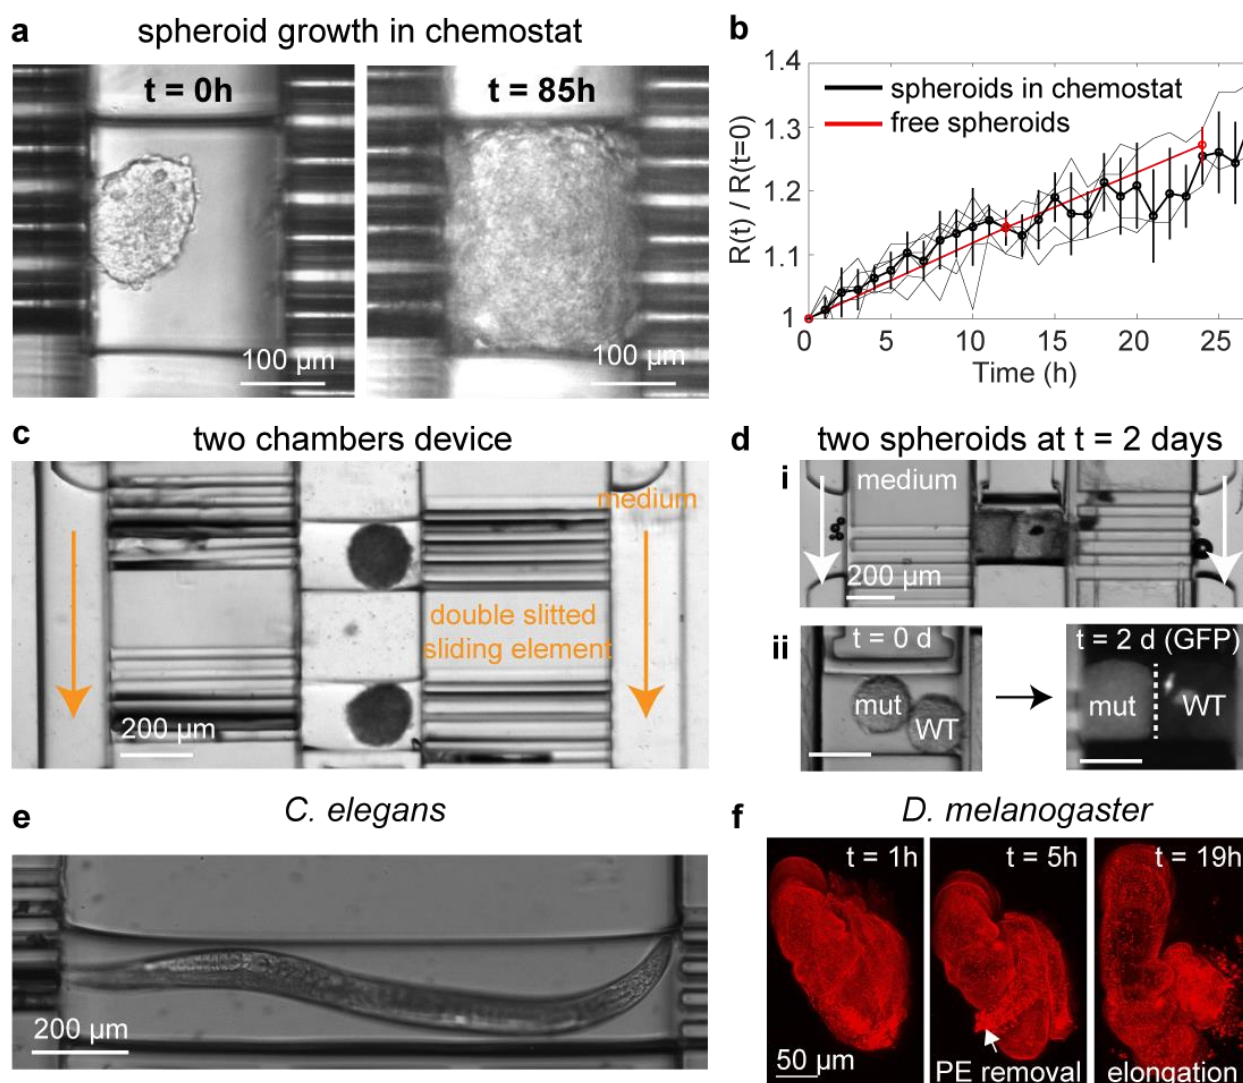 a
spheroid growth in chemostat
t = 0h
t = 85h
100 µm
100 µm
b
1.4
1.3
1.2
1.1
1
R(t) / R(t=0)
spheroids in chemostat
free spheroids
0
5
10
15
20
25
Time (h)
c
two chambers device
medium
double slitted
sliding element
200 µm
d
two spheroids at t = 2 days
i
medium
200 µm
ii
t = 0 d
mut
WT
t = 2 d (GFP)
mut
WT
e
C. elegans
200 µm
f
D. melanogaster
t = 1h
t = 5h
t = 19h
50 µm
PE removal
elongation